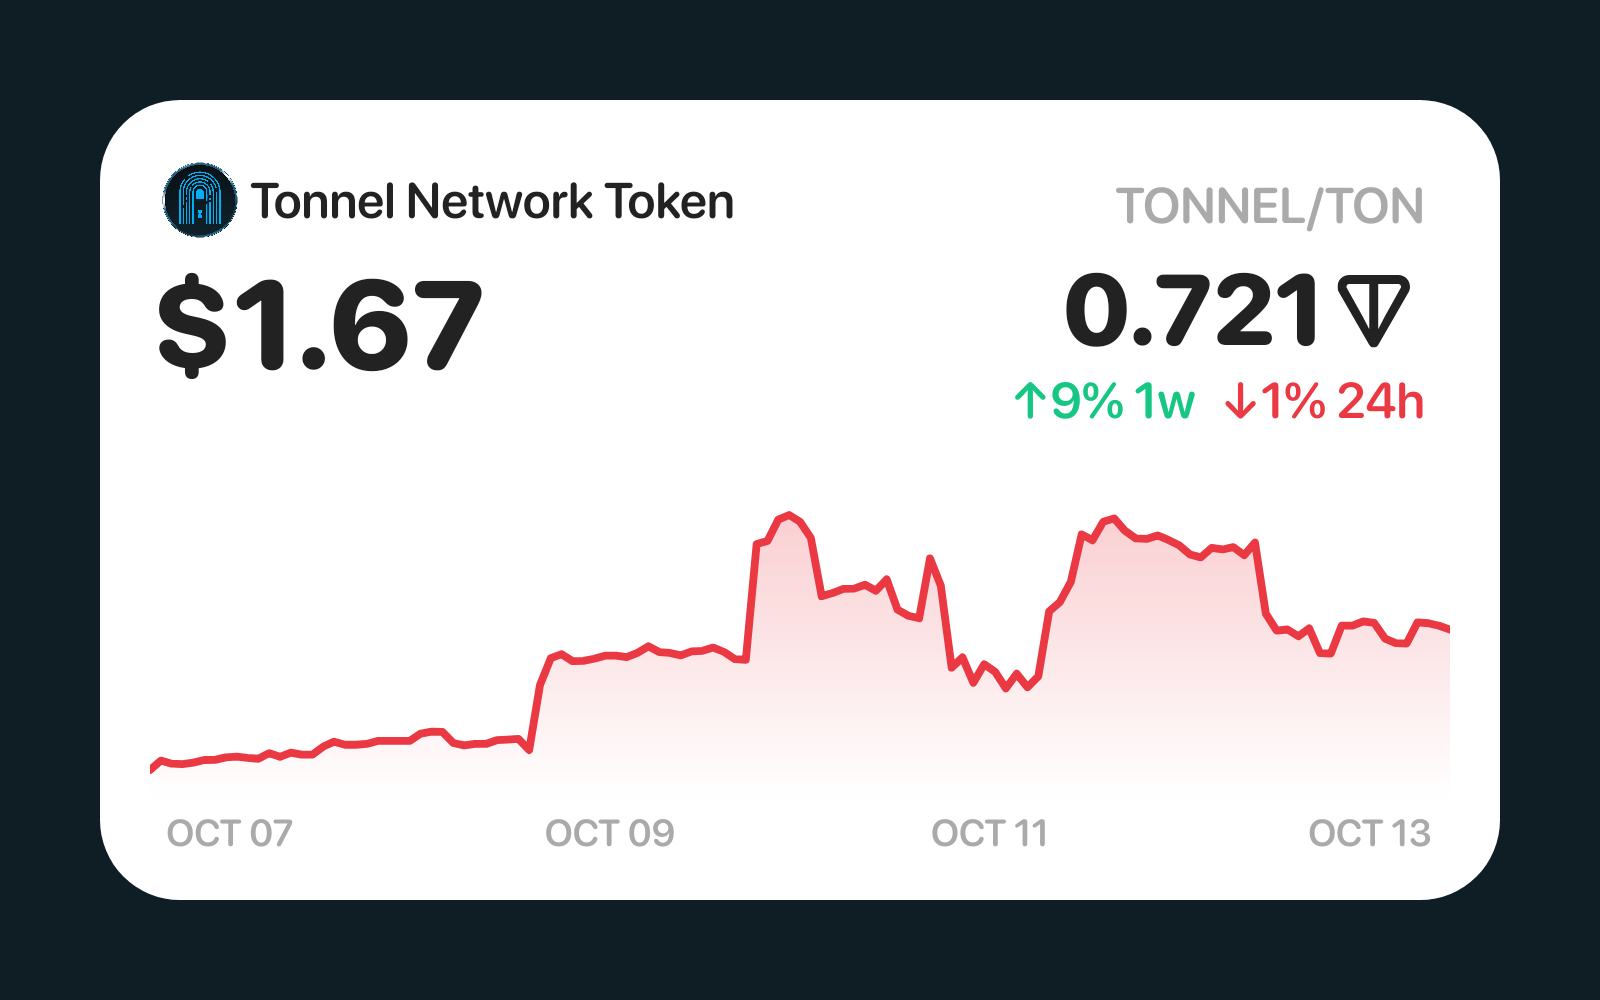 Tonnel Network Token
TONNEL/TON
$1.67
0.721
↑9% 1w ↓1% 24h
OCT 07 OCT 09 OCT 11 OCT 13